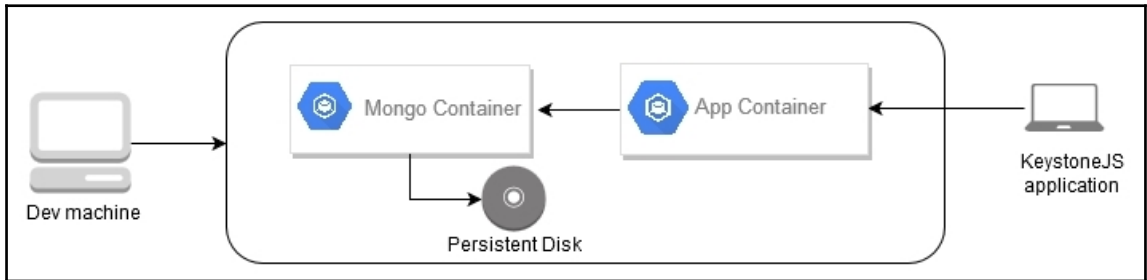 Mongo Container
App Container
Dev machine
KeystoneJS
application
Persistent Disk